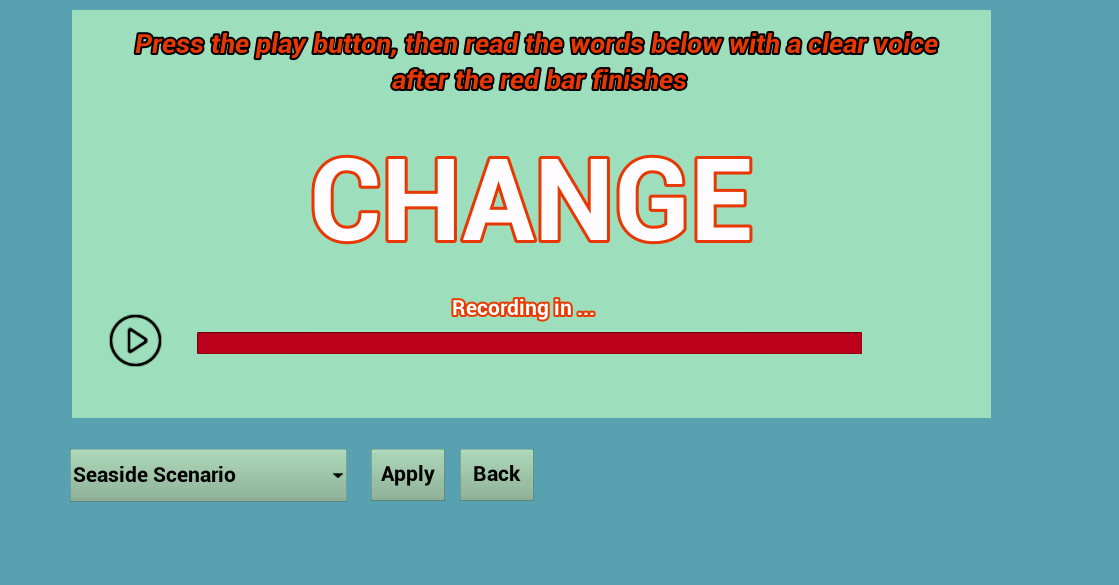 Press the play button, then read the words below with a clear voice
after the red bar finishes
CHANGE
Recording in ...
Seaside Scenario
Apply
Back